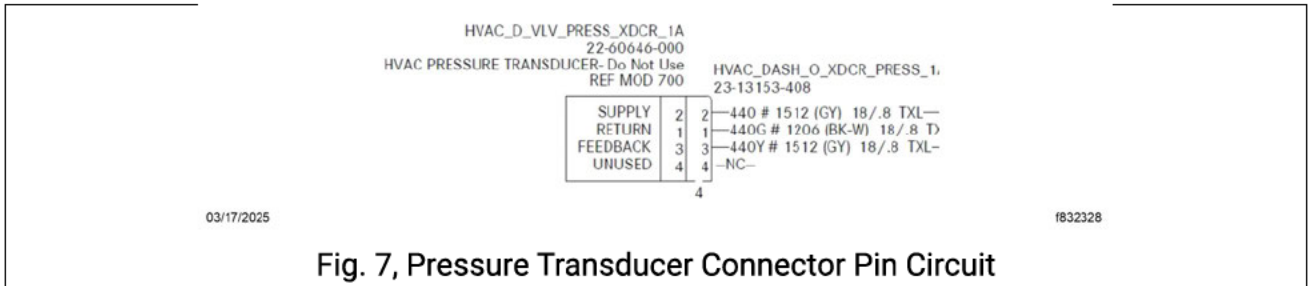 HVAC_D_VLV_PRESS_XDCR_1A
22-60646-000
HVAC PRESSURE TRANSDUCER- Do Not Use
REF MOD 700
HVAC_DASH_O_XDCR_PRESS_1
23-13153-408
SUPPLY 2 2 440 # 1512 (GY) 18/.8 TXL
RETURN 1 1 440G # 1206 (BK-W) 18/.8 T
FEEDBACK 3 3 440Y # 1512 (GY) 18/.8 TXL
UNUSED 4 4 –NC–
4
03/17/2025
f832328
Fig. 7, Pressure Transducer Connector Pin Circuit